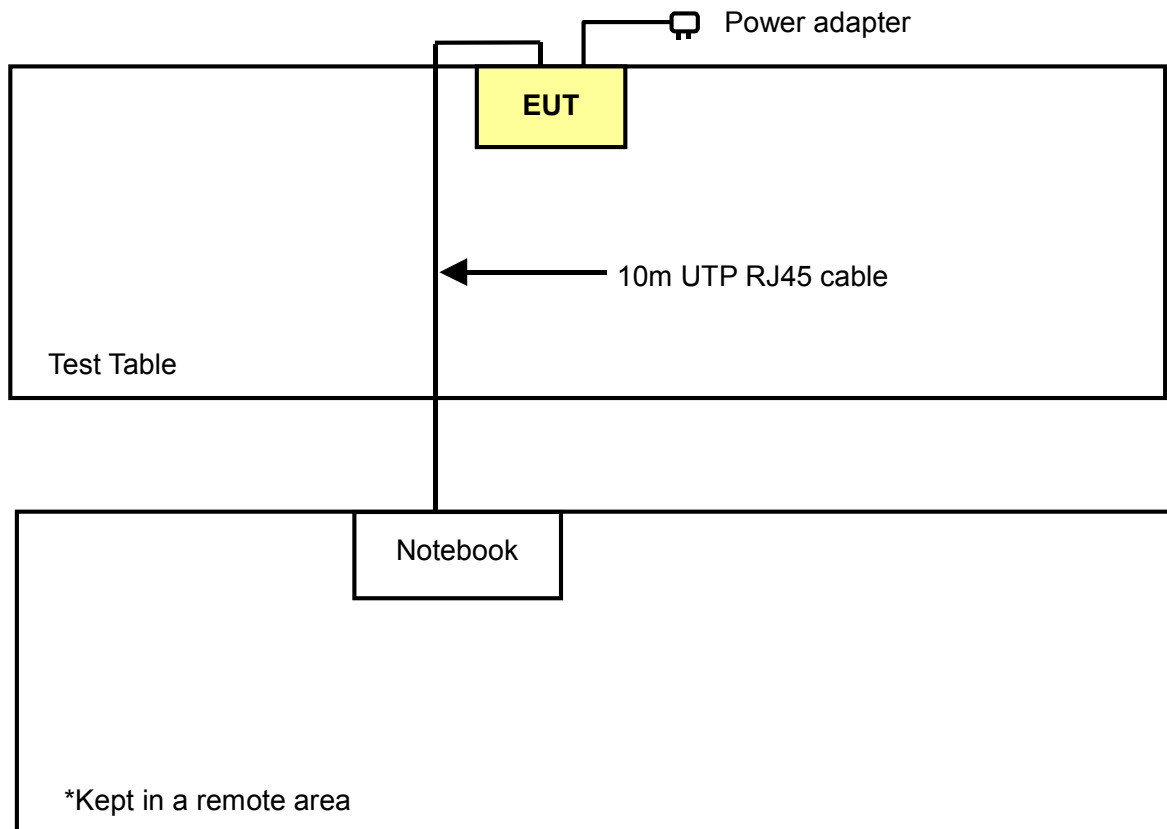 Power adapter
EUT
10m UTP RJ45 cable
Test Table
Notebook
*Kept in a remote area